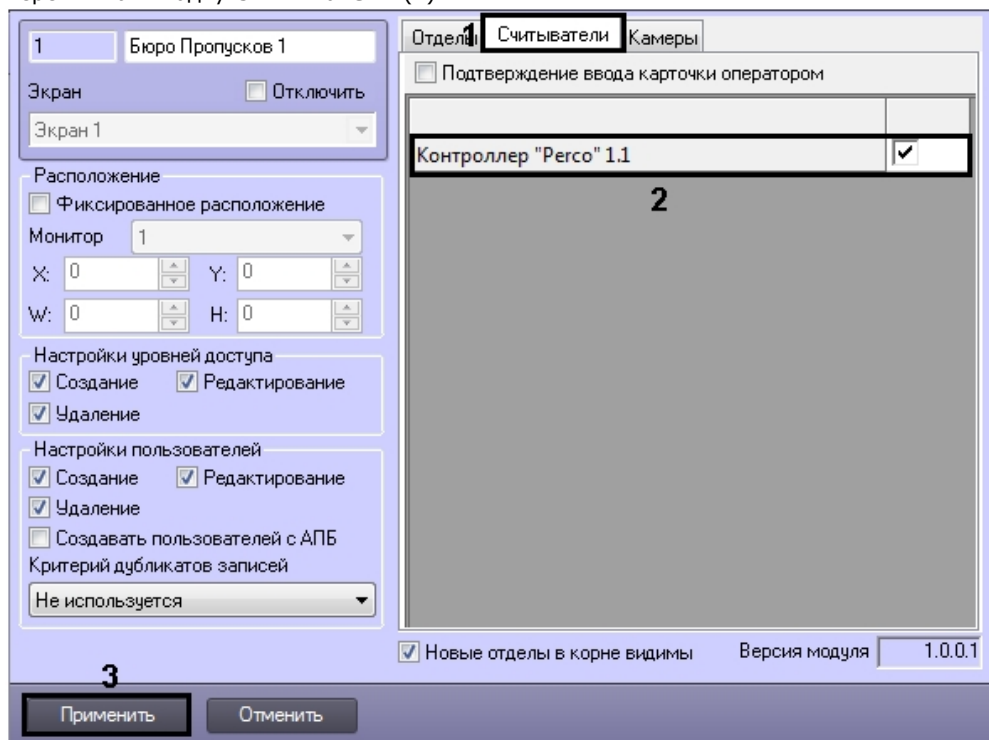 1 Бюро Пропусков 1
Экран Отключить
Экран 1
Расположение
Фиксированное расположение
Монитор 1
X: 0 Y: 0
W: 0 H: 0
Настройки уровней доступа
Создание Редактирование
Удаление
Настройки пользователей
Создание Редактирование
Удаление
Создавать пользователей с АПБ
Критерий дубликатов записей
Не используется
Отделы 1 Считыватели Камеры
Подтверждение ввода карточки оператором
Контроллер "Perco" 1.1
2
Новые отделы в корне видимы Версия модуля 1.0.0.1
3
Применить Отменить